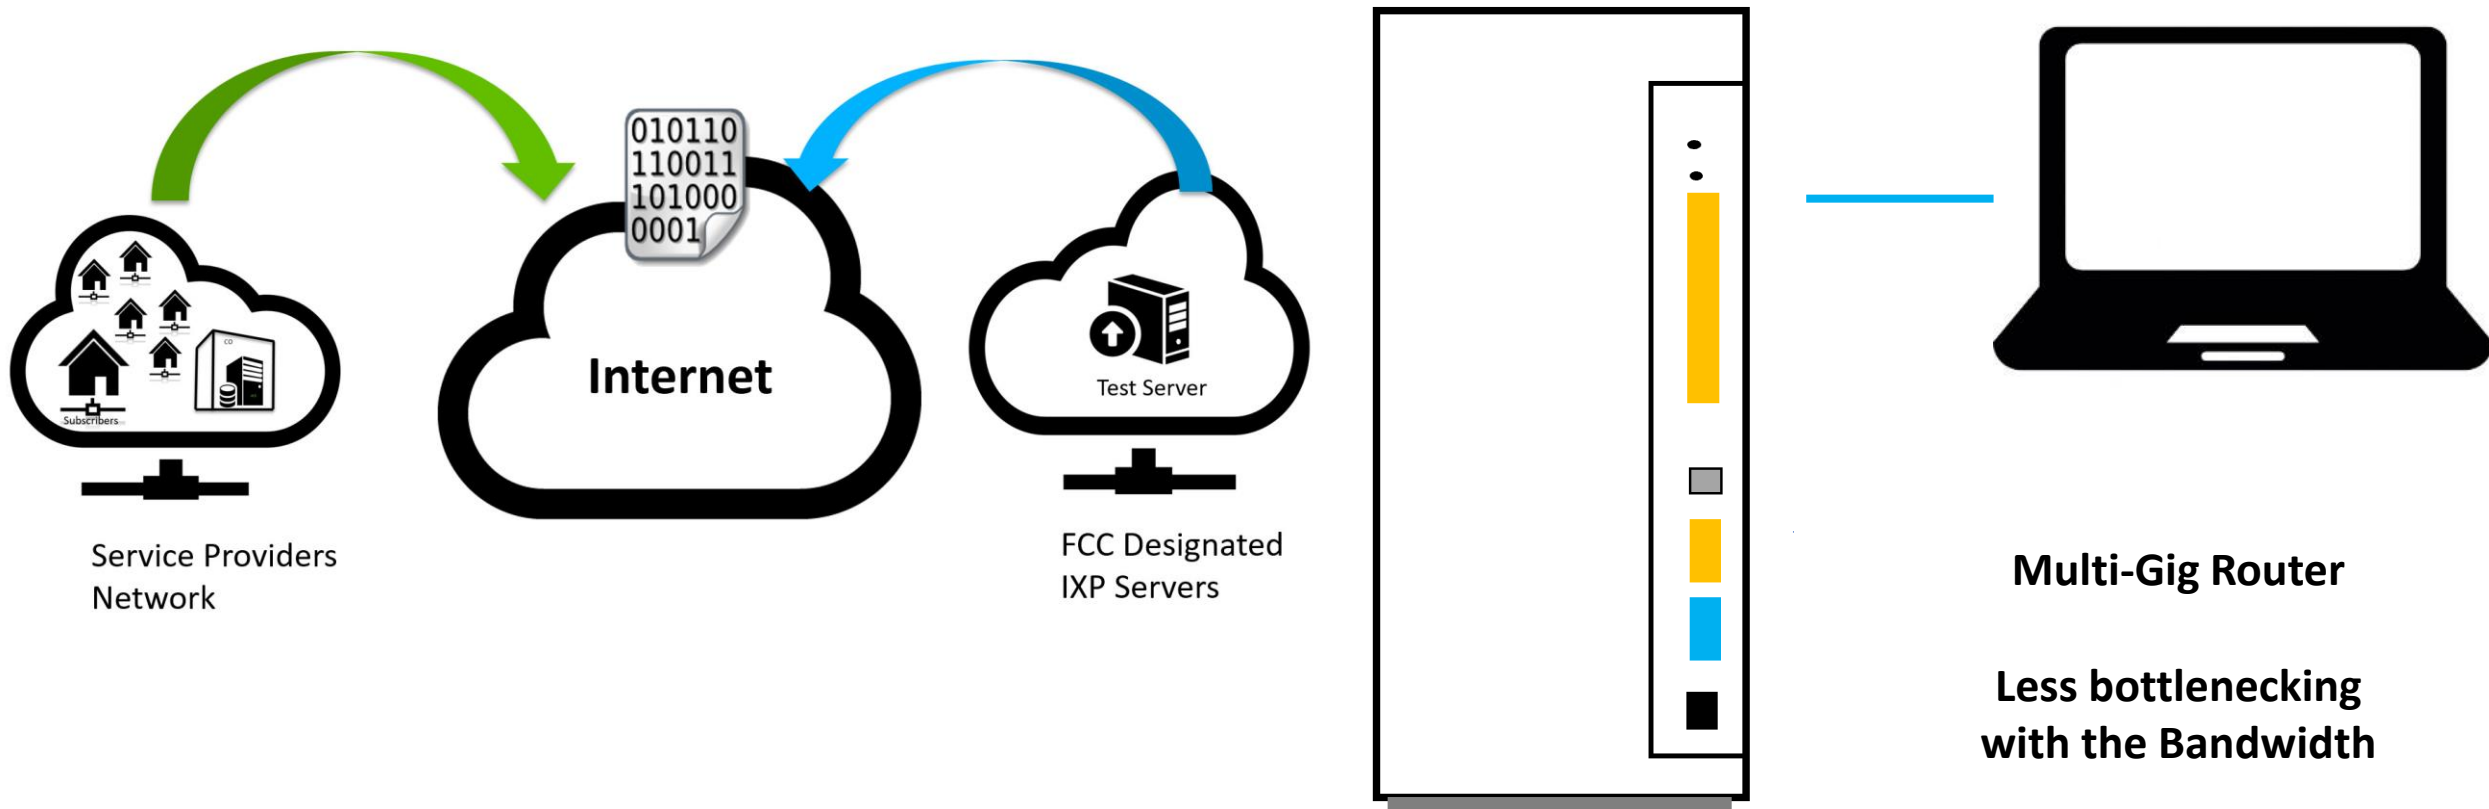 010110
110011
101000
0001
Internet
CO
Subscribers
Test Server
Service Providers
Network
FCC Designated
IXP Servers
Multi-Gig Router
Less bottlenecking
with the Bandwidth